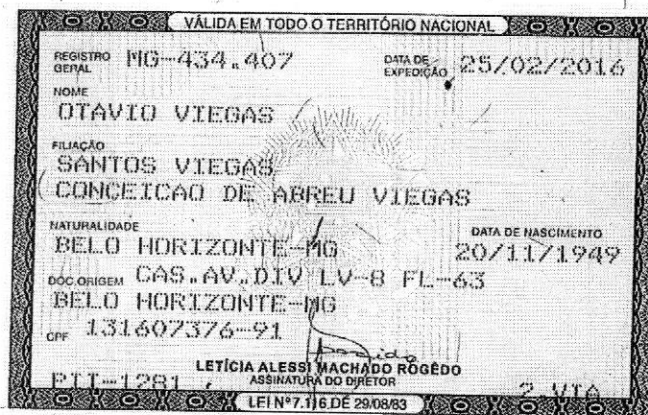 VÁLIDA EM TODO O TERRITÓRIO NACIONAL
REGISTRO GERAL MG-434.407 DATA DE EXPEDIÇÃO 25/02/2016
NOME
OTAVIO VIEGAS
FILIAÇÃO
SANTOS VIEGAS
CONCEICAO DE ABREU VIEGAS
NATURALIDADE DATA DE NASCIMENTO
BELO HORIZONTE-MG 20/11/1949
DOC.ORIGEM CAS.AV.DIV LV-8 FL-63
BELO HORIZONTE-MG
CPF 131607376-91
LETÍCIA ALESSI MACHADO ROGÊDO
ASSINATURA DO DIRETOR
PII-1281 2.VIA
LEI Nº 7.116 DE 29/08/83